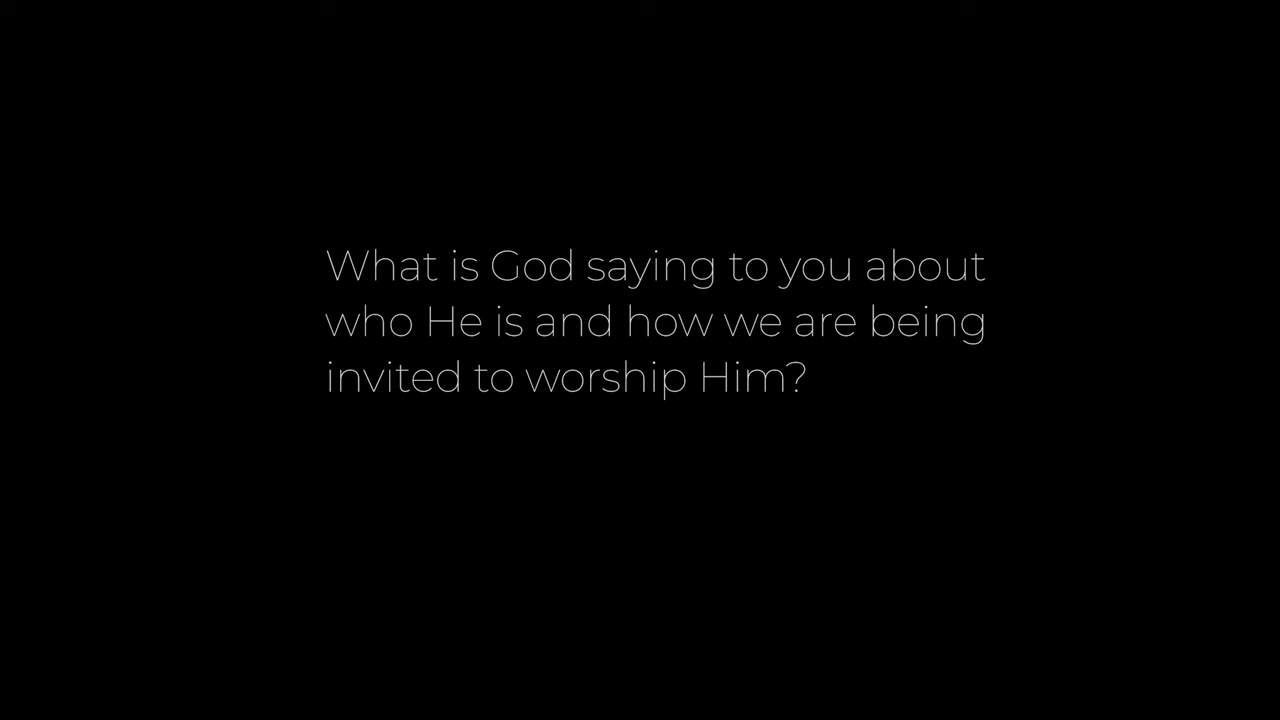 What is God saying to you about
who He is and how we are being
invited to worship Him?